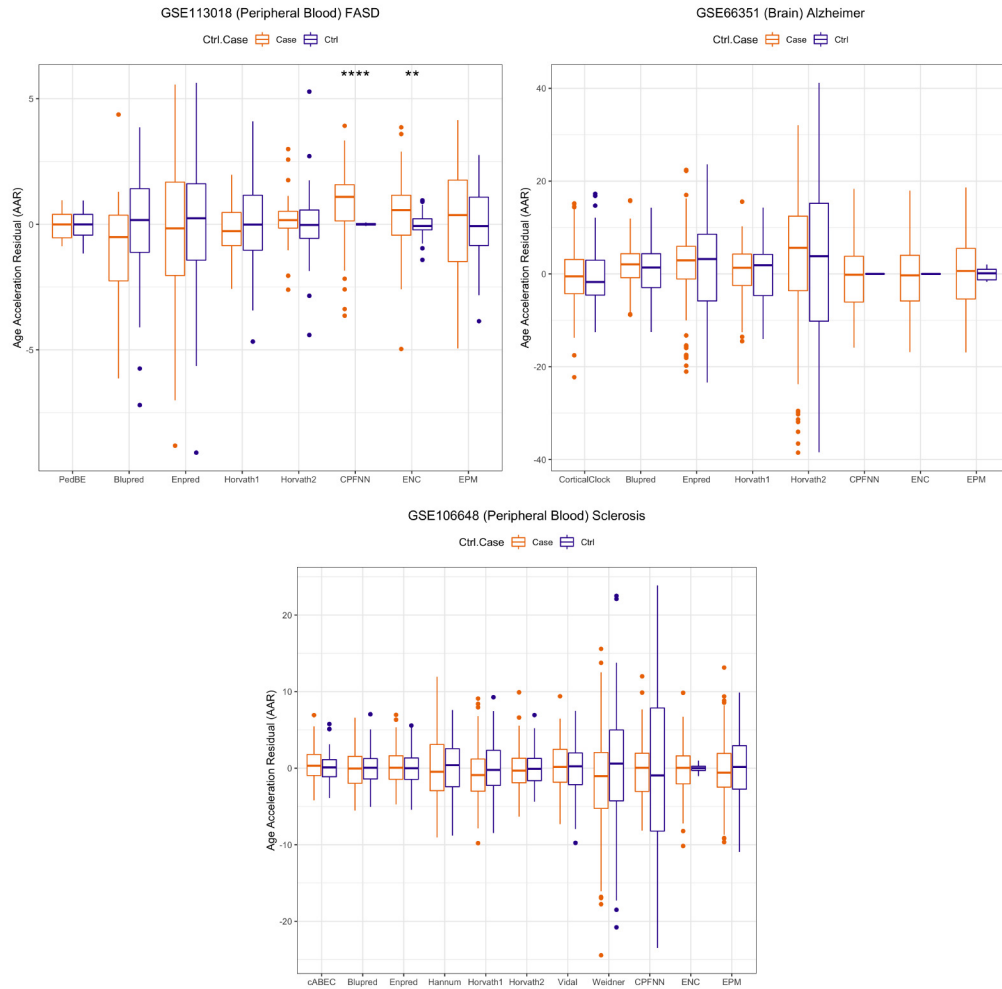 GSE113018 (Peripheral Blood) FASD
Ctrl.Case Case Ctrl
**** **
5
0
-5
Age Acceleration Residual (AAR)
PedBE Blupred Enpred Horvath1 Horvath2 CPFNN ENC EPM
GSE66351 (Brain) Alzheimer
Ctrl.Case Case Ctrl
40
20
0
-20
-40
Age Acceleration Residual (AAR)
CorticalClock Blupred Enpred Horvath1 Horvath2 CPFNN ENC EPM
GSE106648 (Peripheral Blood) Sclerosis
Ctrl.Case Case Ctrl
20
10
0
-10
-20
Age Acceleration Residual (AAR)
cABEC Blupred Enpred Hannum Horvath1 Horvath2 Vidal Weidner CPFNN ENC EPM